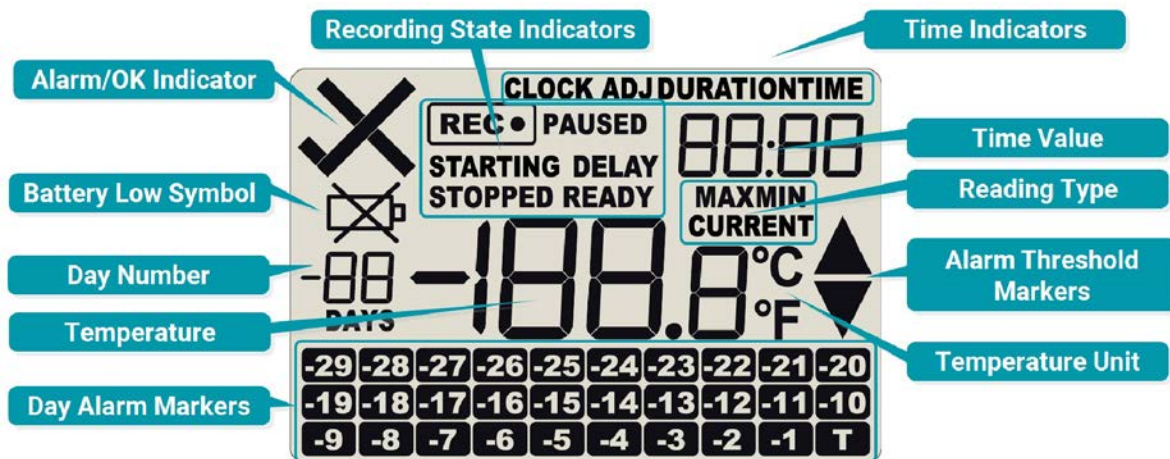 Recording State Indicators
Time Indicators
Alarm/OK Indicator
CLOCK ADJ DURATION TIME
REC ● PAUSED
88:88
Time Value
STARTING DELAY
STOPPED READY
Battery Low Symbol
MAX MIN
CURRENT
Reading Type
Day Number
-88
DAYS
-188.8
°C
°F
Alarm Threshold
Markers
Temperature
Temperature Unit
-29 -28 -27 -26 -25 -24 -23 -22 -21 -20
Day Alarm Markers
-19 -18 -17 -16 -15 -14 -13 -12 -11 -10
-9 -8 -7 -6 -5 -4 -3 -2 -1 T